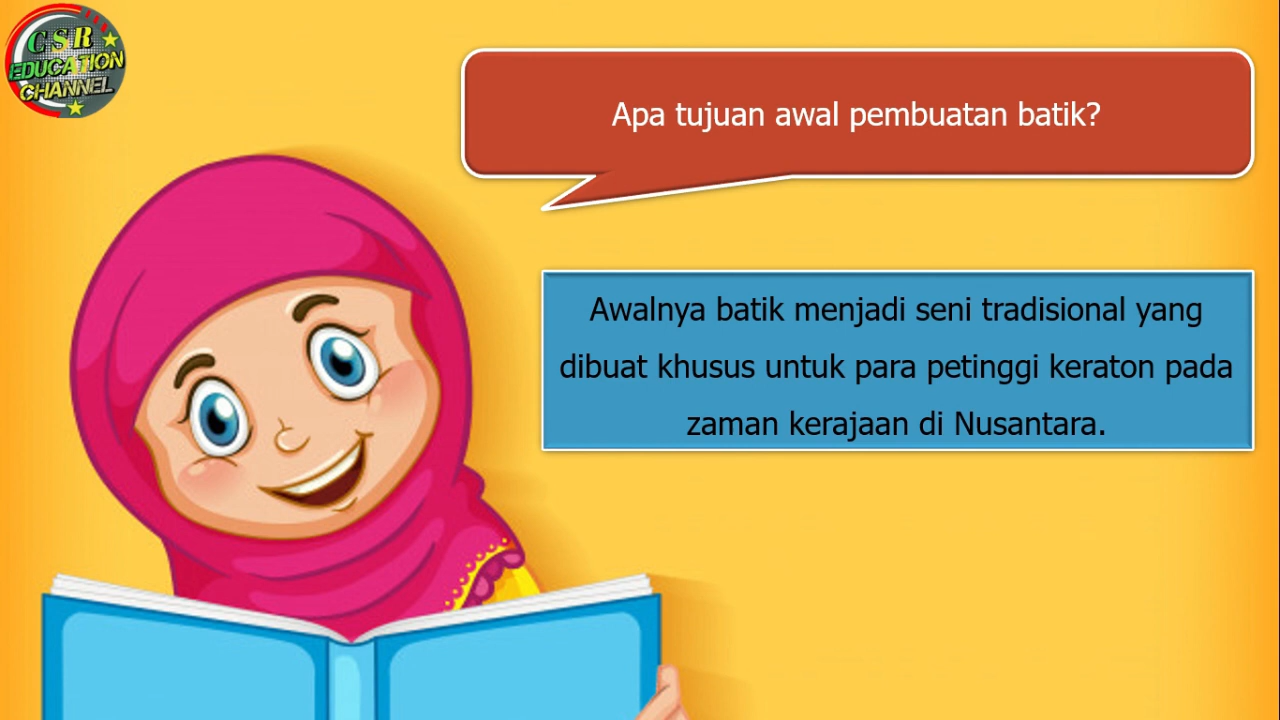 CSR
EDUCATION
CHANNEL
Apa tujuan awal pembuatan batik?
Awalnya batik menjadi seni tradisional yang
dibuat khusus untuk para petinggi keraton pada
zaman kerajaan di Nusantara.